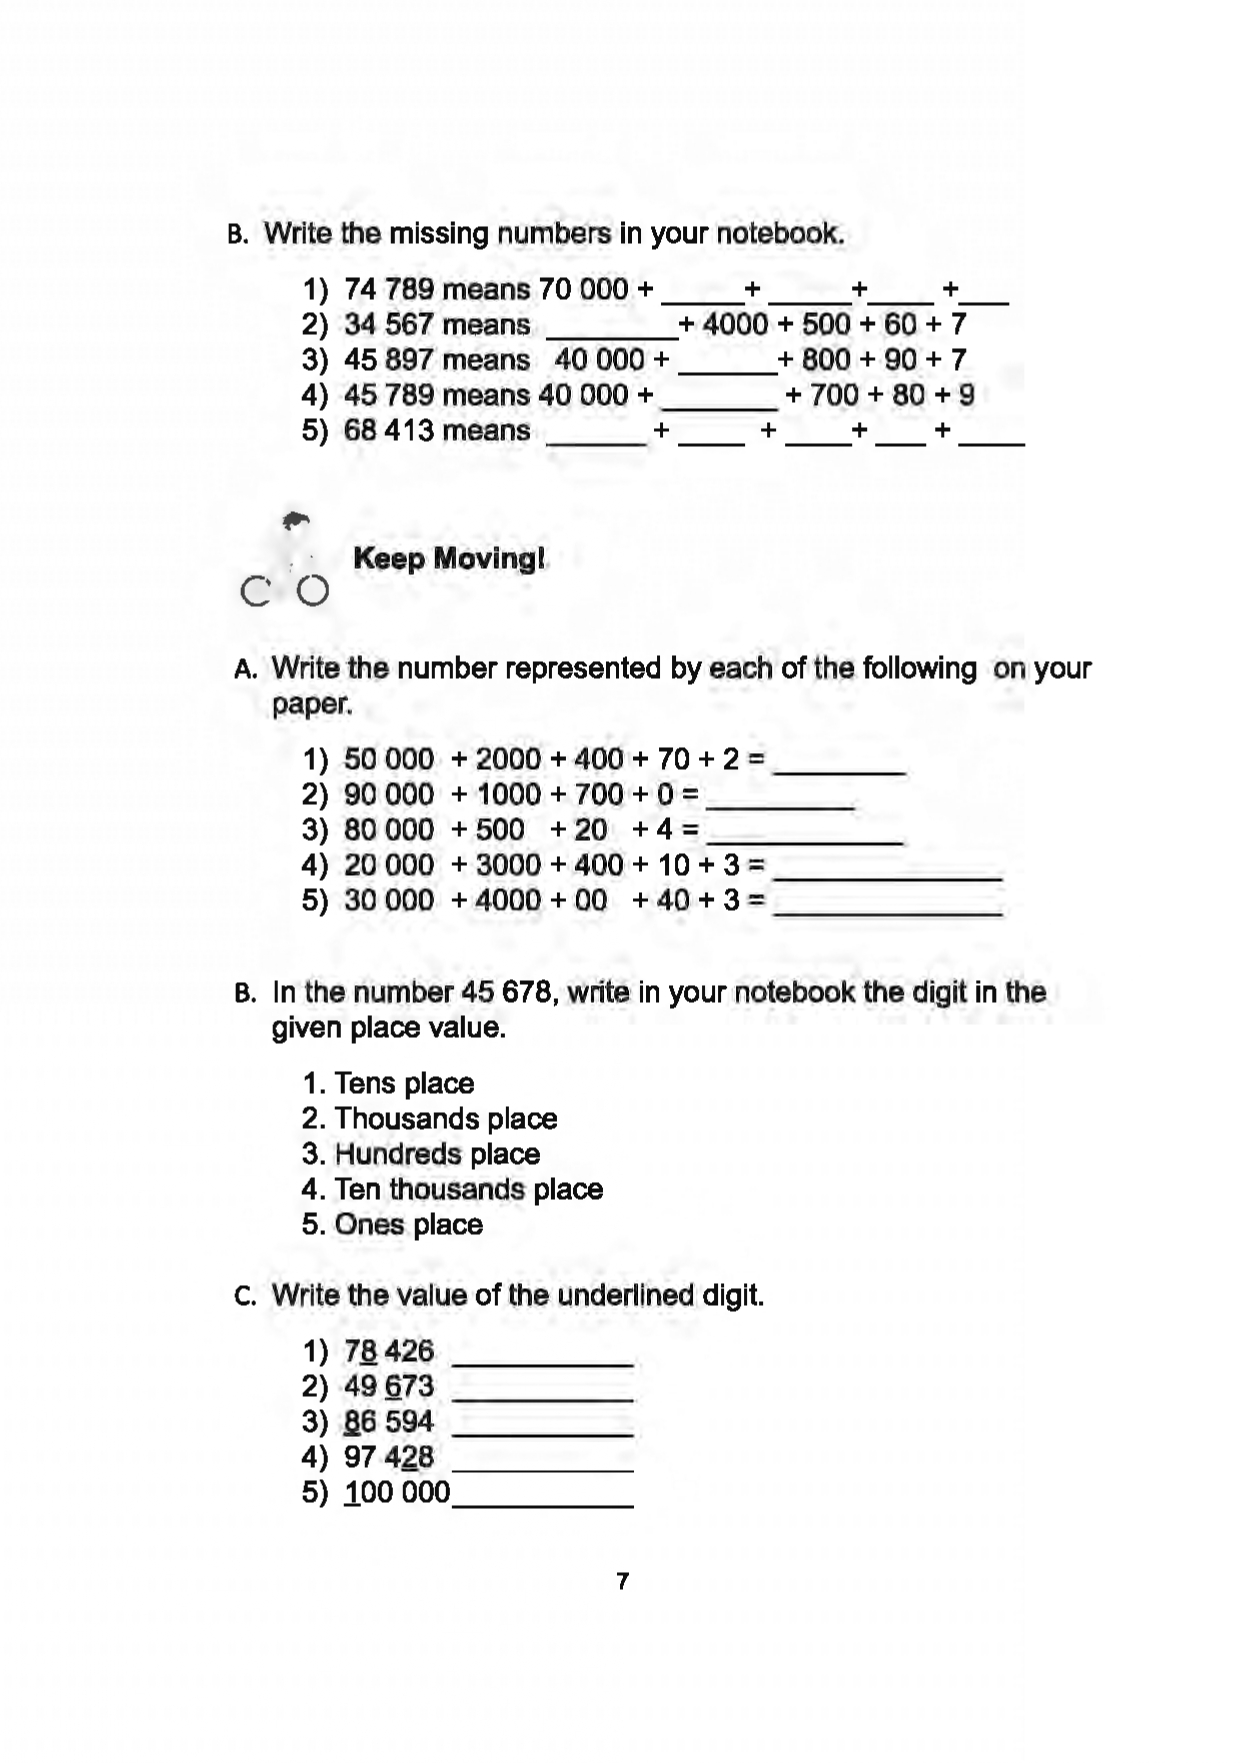 B. Write the missing numbers in your notebook.
1) 74 789 means 70 000 + _____+ _____+____ +___
2) 34 567 means ________+ 4000 + 500 + 60 + 7
3) 45 897 means 40 000 + ______+ 800 + 90 + 7
4) 45 789 means 40 000 + _______ + 700 + 80 + 9
5) 68 413 means ______+ ____ + ____+ ___ + ____
Keep Moving!
A. Write the number represented by each of the following on your
paper.
1) 50 000 + 2000 + 400 + 70 + 2 = ________
2) 90 000 + 1000 + 700 + 0 = _________
3) 80 000 + 500 + 20 + 4 = ____________
4) 20 000 + 3000 + 400 + 10 + 3 = ______________
5) 30 000 + 4000 + 00 + 40 + 3 = ______________
B. In the number 45 678, write in your notebook the digit in the
given place value.
1. Tens place
2. Thousands place
3. Hundreds place
4. Ten thousands place
5. Ones place
C. Write the value of the underlined digit.
1) 78 426 ___________
2) 49 673 ___________
3) 86 594 ___________
4) 97 428 ___________
5) 100 000___________
7